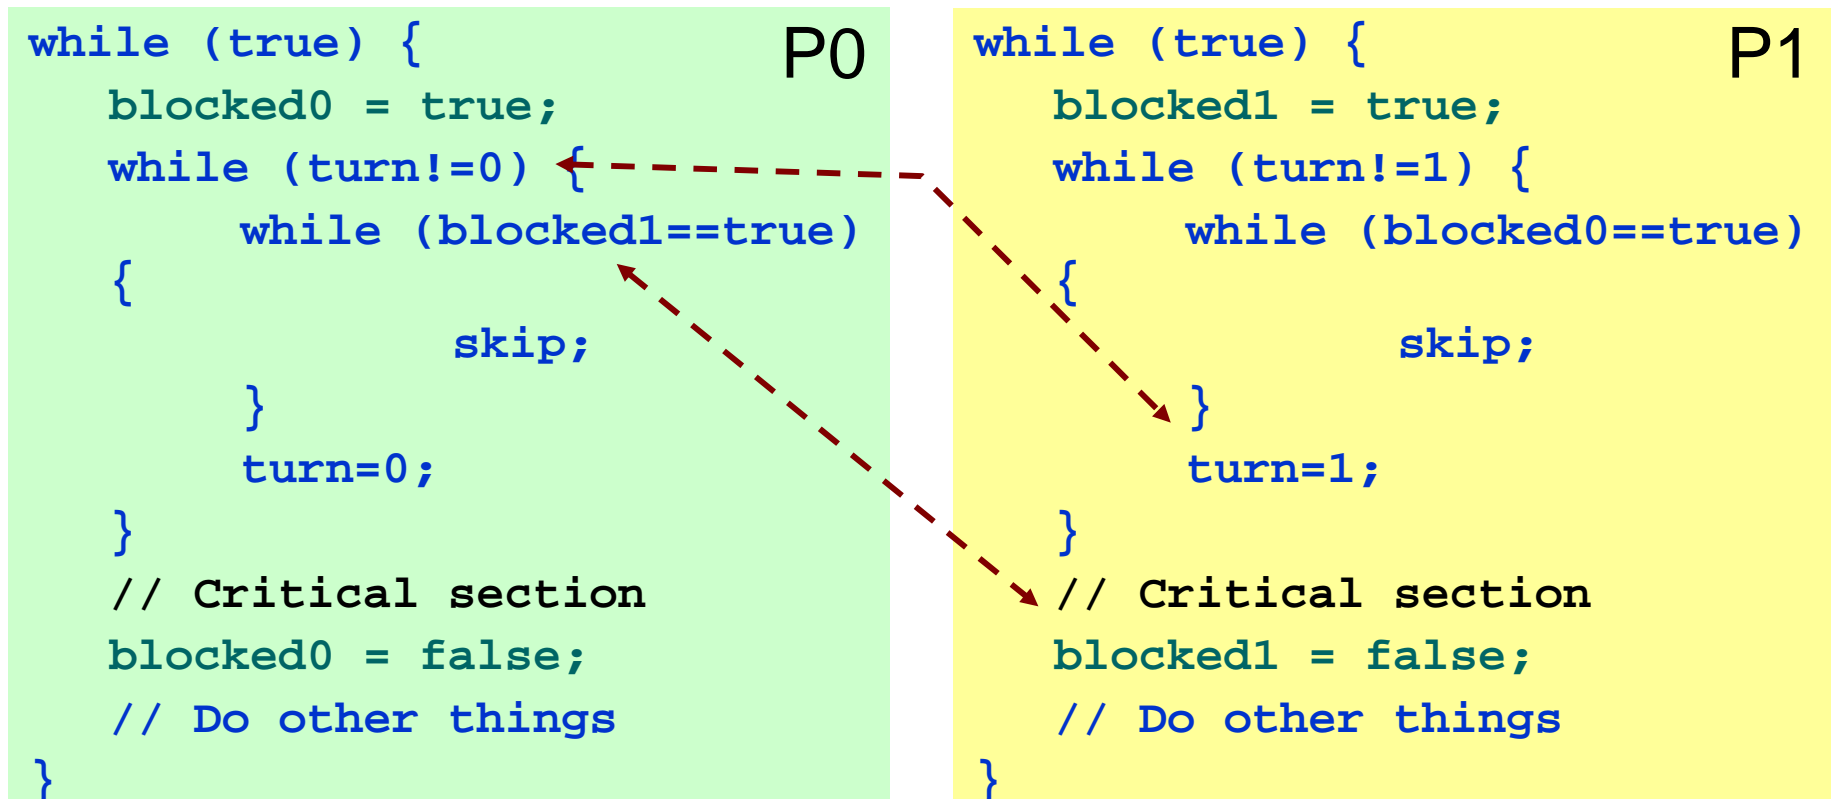 P0
while (true) {
blocked0 = true;
while (turn!=0) {
while (blocked1==true)
{
skip;
}
turn=0;
}
// Critical section
blocked0 = false;
// Do other things
}
P1
while (true) {
blocked1 = true;
while (turn!=1) {
while (blocked0==true)
{
skip;
}
turn=1;
}
// Critical section
blocked1 = false;
// Do other things
}